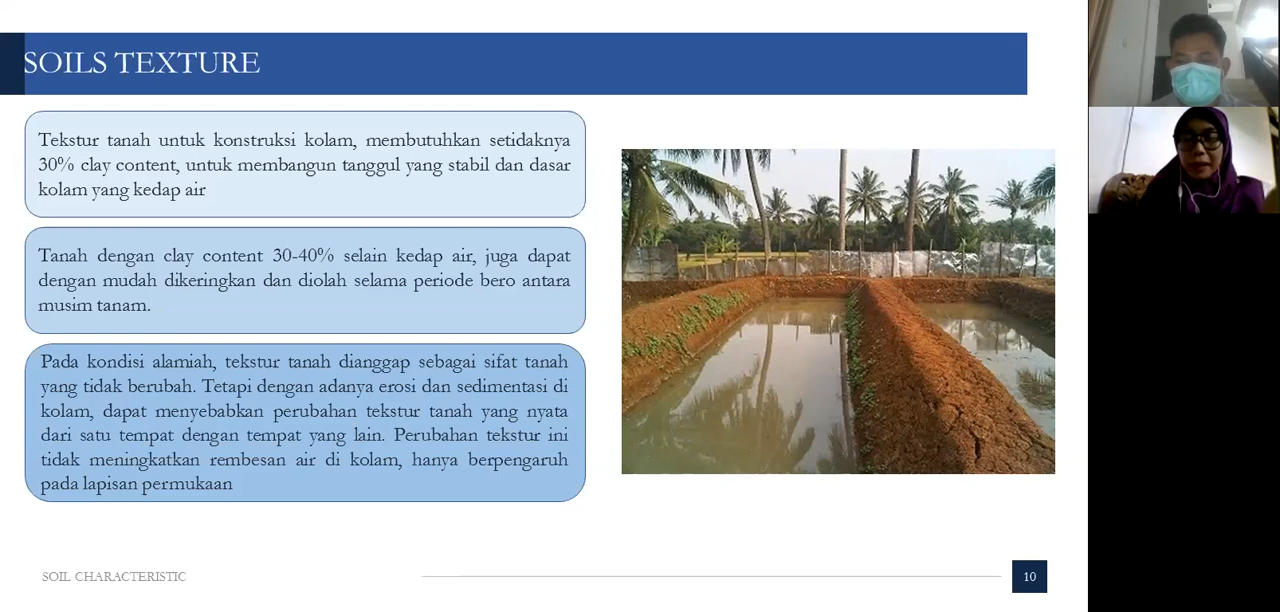 SOILS TEXTURE
Tekstur tanah untuk konstruksi kolam, membutuhkan setidaknya
30% clay content, untuk membangun tanggul yang stabil dan dasar
kolam yang kedap air
Tanah dengan clay content 30-40% selain kedap air, juga dapat
dengan mudah dikeringkan dan diolah selama periode bero antara
musim tanam.
Pada kondisi alamiah, tekstur tanah dianggap sebagai sifat tanah
yang tidak berubah. Tetapi dengan adanya erosi dan sedimentasi di
kolam, dapat menyebabkan perubahan tekstur tanah yang nyata
dari satu tempat dengan tempat yang lain. Perubahan tekstur ini
tidak meningkatkan rembesan air di kolam, hanya berpengaruh
pada lapisan permukaan
SOIL CHARACTERISTIC
10